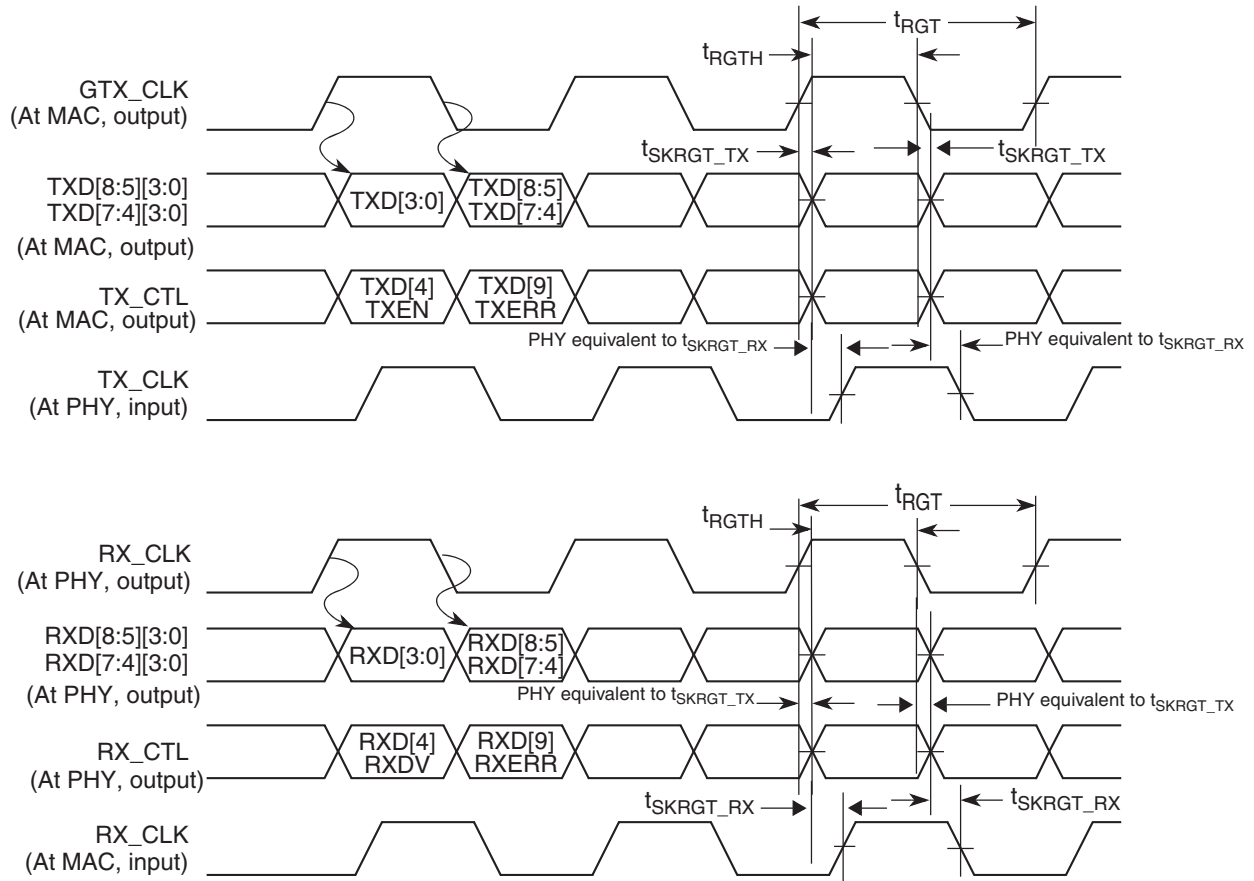 tRGT
tRGTH
GTX_CLK
(At MAC, output)
tSKRGT_TX
tSKRGT_TX
TXD[8:5][3:0]
TXD[7:4][3:0]
(At MAC, output)
TXD[3:0]
TXD[8:5]
TXD[7:4]
TX_CTL
(At MAC, output)
TXD[4]
TXEN
TXD[9]
TXERR
PHY equivalent to tSKRGT_RX
PHY equivalent to tSKRGT_RX
TX_CLK
(At PHY, input)
tRGT
tRGTH
RX_CLK
(At PHY, output)
RXD[8:5][3:0]
RXD[7:4][3:0]
(At PHY, output)
RXD[3:0]
RXD[8:5]
RXD[7:4]
PHY equivalent to tSKRGT_TX
PHY equivalent to tSKRGT_TX
RX_CTL
(At PHY, output)
RXD[4]
RXDV
RXD[9]
RXERR
tSKRGT_RX
tSKRGT_RX
RX_CLK
(At MAC, input)